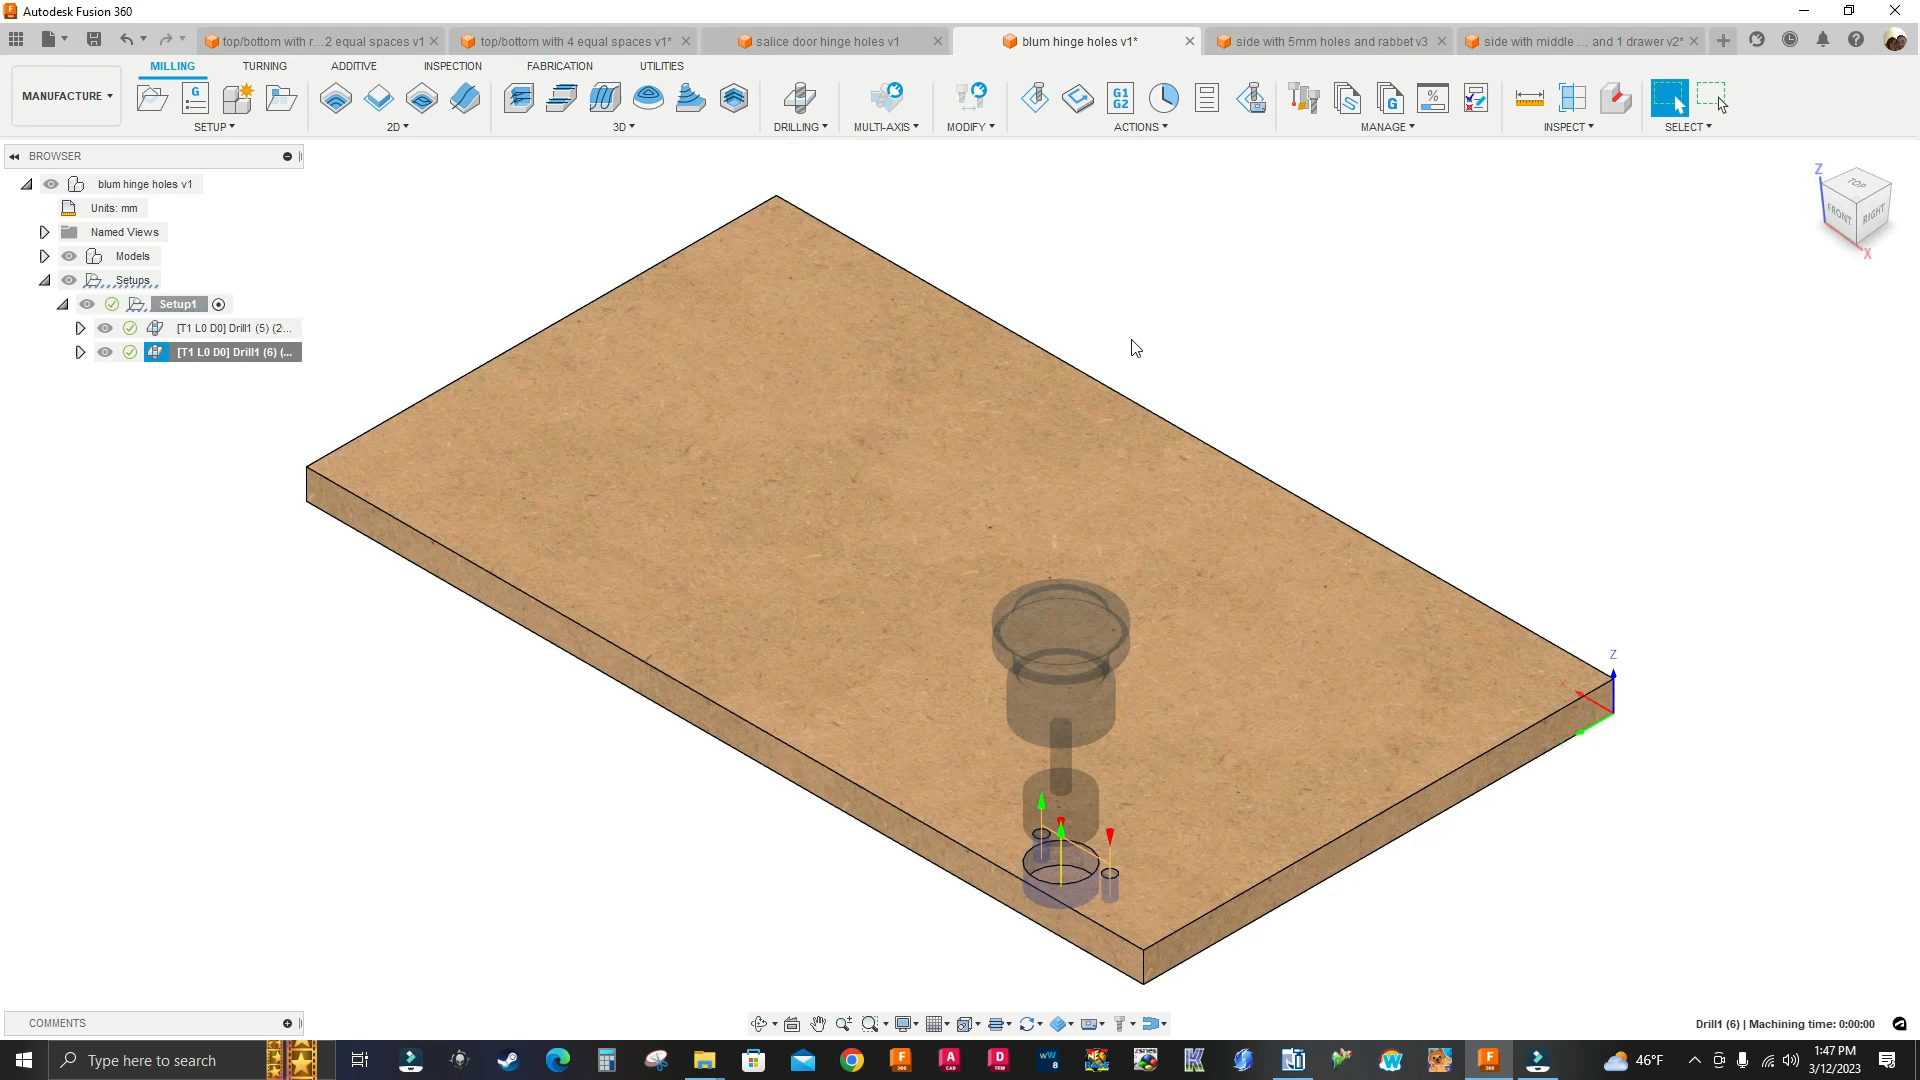 Autodesk Fusion 360
top/bottom with r...2 equal spaces v1
top/bottom with 4 equal spaces v1*
salice door hinge holes v1
blum hinge holes v1*
side with 5mm holes and rabbet v3
side with middle ... and 1 drawer v2*
MILLING
TURNING
ADDITIVE
INSPECTION
FABRICATION
UTILITIES
MANUFACTURE
G
G1
G2
S
G
%
SETUP
2D
3D
DRILLING
MULTI-AXIS
MODIFY
ACTIONS
MANAGE
INSPECT
SELECT
BROWSER
blum hinge holes v1
Units: mm
Named Views
Models
Setups
Setup1
[T1 L0 D0] Drill1 (5) (2...
[T1 L0 D0] Drill1 (6) (...
Z
TOP
FRONT
RIGHT
X
Z
COMMENTS
Drill1 (6) | Machining time: 0:00:00
Type here to search
46°F
1:47 PM
3/12/2023